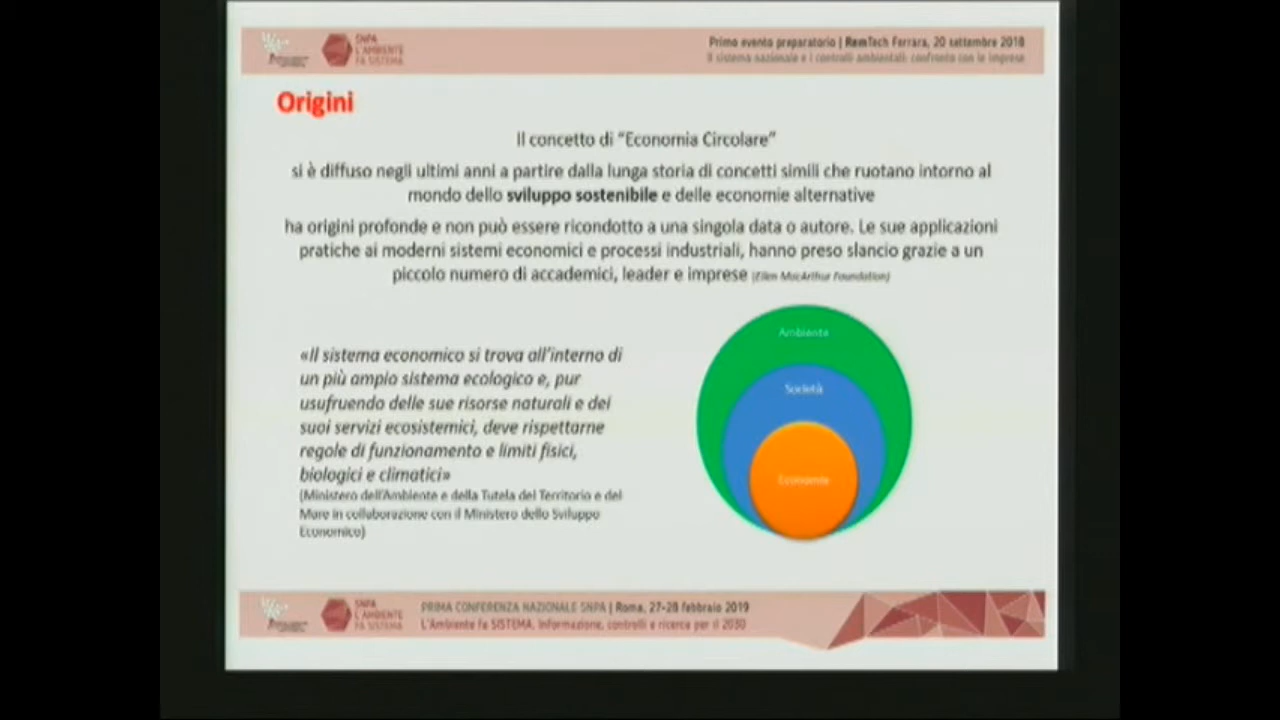 SNPA
L'AMBIENTE
FA SISTEMA
Primo evento preparatorio | RemTech Ferrara, 20 settembre 2018
Il sistema nazionale e i controlli ambientali: confronto con le imprese
Origini
Il concetto di “Economia Circolare”
si è diffuso negli ultimi anni a partire dalla lunga storia di concetti simili che ruotano intorno al
mondo dello sviluppo sostenibile e delle economie alternative
ha origini profonde e non può essere ricondotto a una singola data o autore. Le sue applicazioni
pratiche ai moderni sistemi economici e processi industriali, hanno preso slancio grazie a un
piccolo numero di accademici, leader e imprese (Ellen MacArthur Foundation)
«Il sistema economico si trova all'interno di
un più ampio sistema ecologico e, pur
usufruendo delle sue risorse naturali e dei
suoi servizi ecosistemici, deve rispettarne
regole di funzionamento e limiti fisici,
biologici e climatici»
(Ministero dell'Ambiente e della Tutela del Territorio e del
Mare in collaborazione con il Ministero dello Sviluppo
Economico)
Ambiente
Società
Economia
SNPA
L'AMBIENTE
FA SISTEMA
PRIMA CONFERENZA NAZIONALE SNPA | Roma, 27-28 febbraio 2019
L'Ambiente fa SISTEMA. Informazione, controlli e ricerca per il 2030